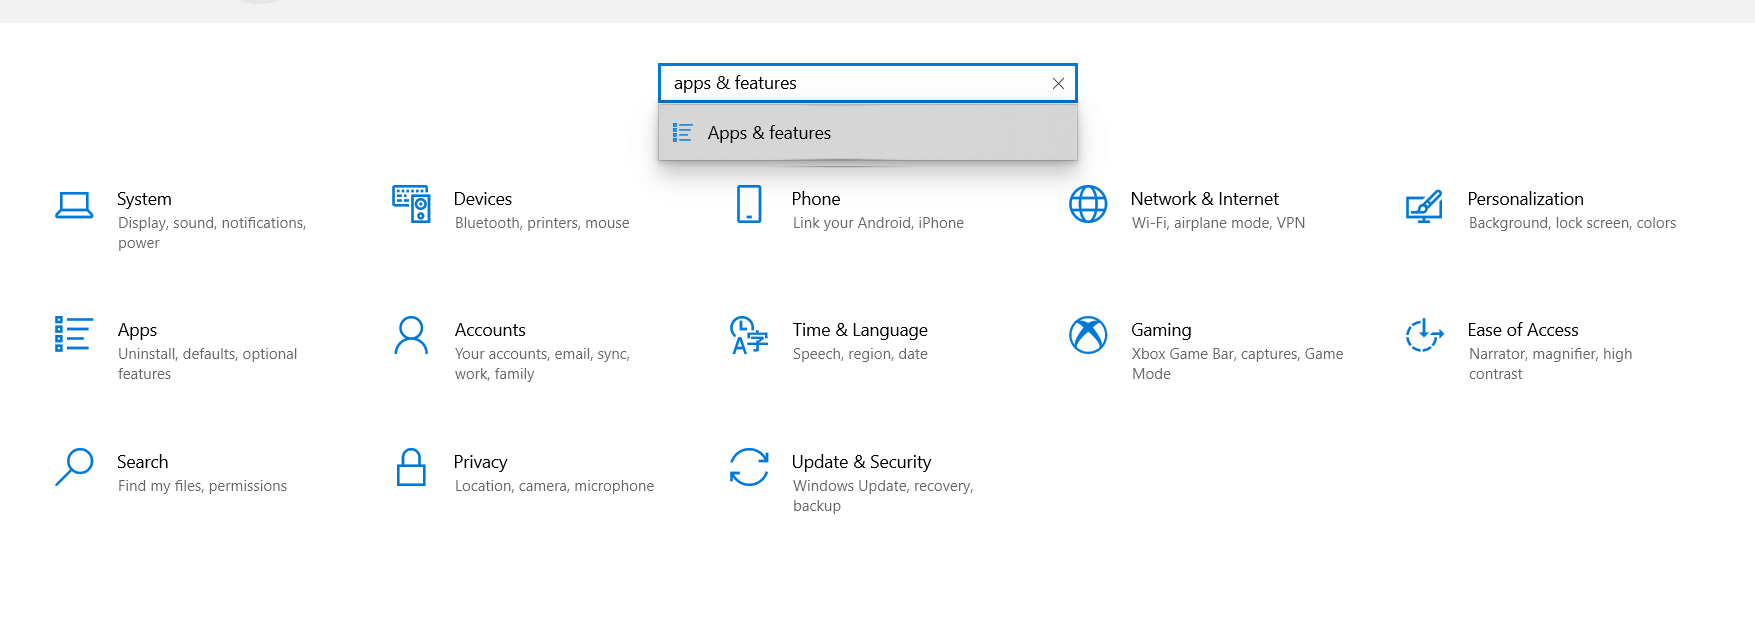 apps & features
Apps & features
System
Display, sound, notifications,
power
Devices
Bluetooth, printers, mouse
Phone
Link your Android, iPhone
Network & Internet
Wi-Fi, airplane mode, VPN
Personalization
Background, lock screen, colors
Apps
Uninstall, defaults, optional
features
Accounts
Your accounts, email, sync,
work, family
Time & Language
Speech, region, date
Gaming
Xbox Game Bar, captures, Game
Mode
Ease of Access
Narrator, magnifier, high
contrast
Search
Find my files, permissions
Privacy
Location, camera, microphone
Update & Security
Windows Update, recovery,
backup